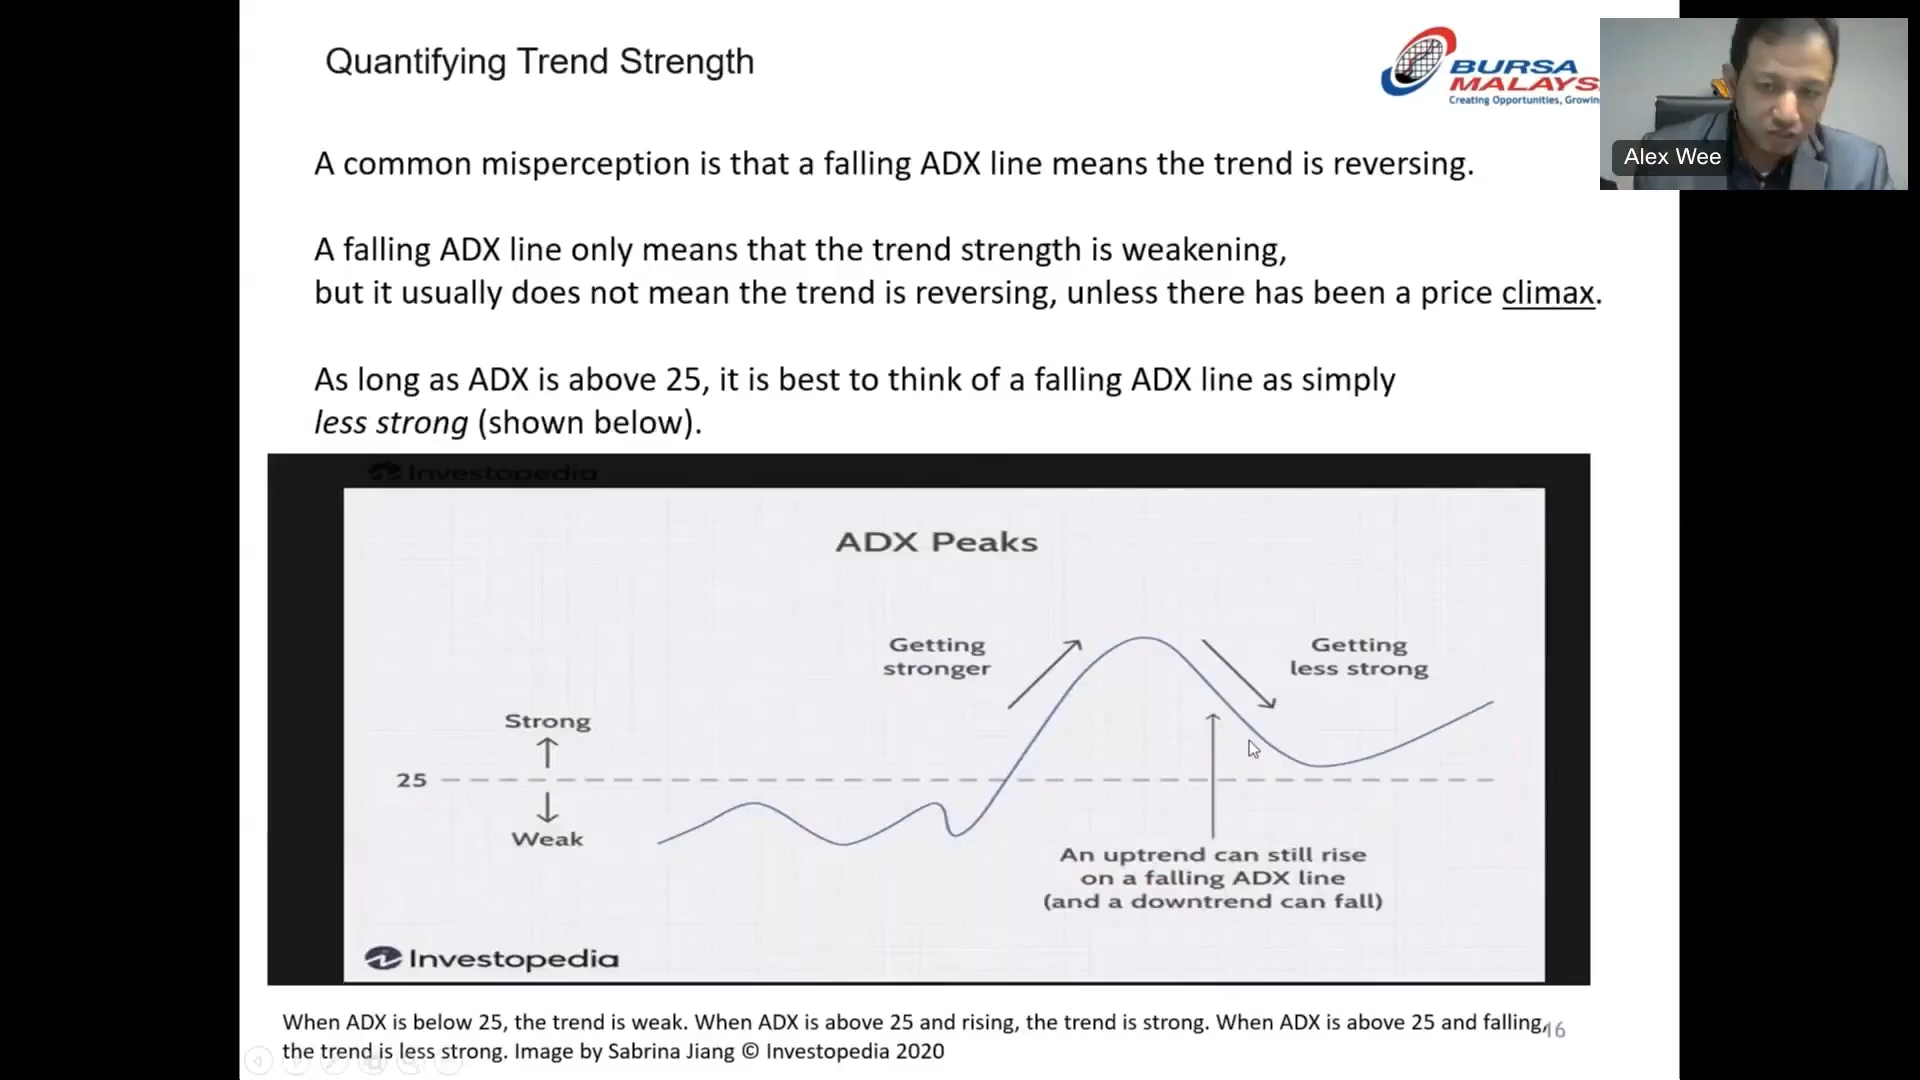 Quantifying Trend Strength
BURSA
MALAYS
Creating Opportunities, Growin
Alex Wee
A common misperception is that a falling ADX line means the trend is reversing.
A falling ADX line only means that the trend strength is weakening,
but it usually does not mean the trend is reversing, unless there has been a price climax.
As long as ADX is above 25, it is best to think of a falling ADX line as simply
less strong (shown below).
Investopedia
ADX Peaks
Getting
stronger
Getting
less strong
Strong
25
Weak
An uptrend can still rise
on a falling ADX line
(and a downtrend can fall)
Investopedia
When ADX is below 25, the trend is weak. When ADX is above 25 and rising, the trend is strong. When ADX is above 25 and falling,
16
the trend is less strong. Image by Sabrina Jiang © Investopedia 2020